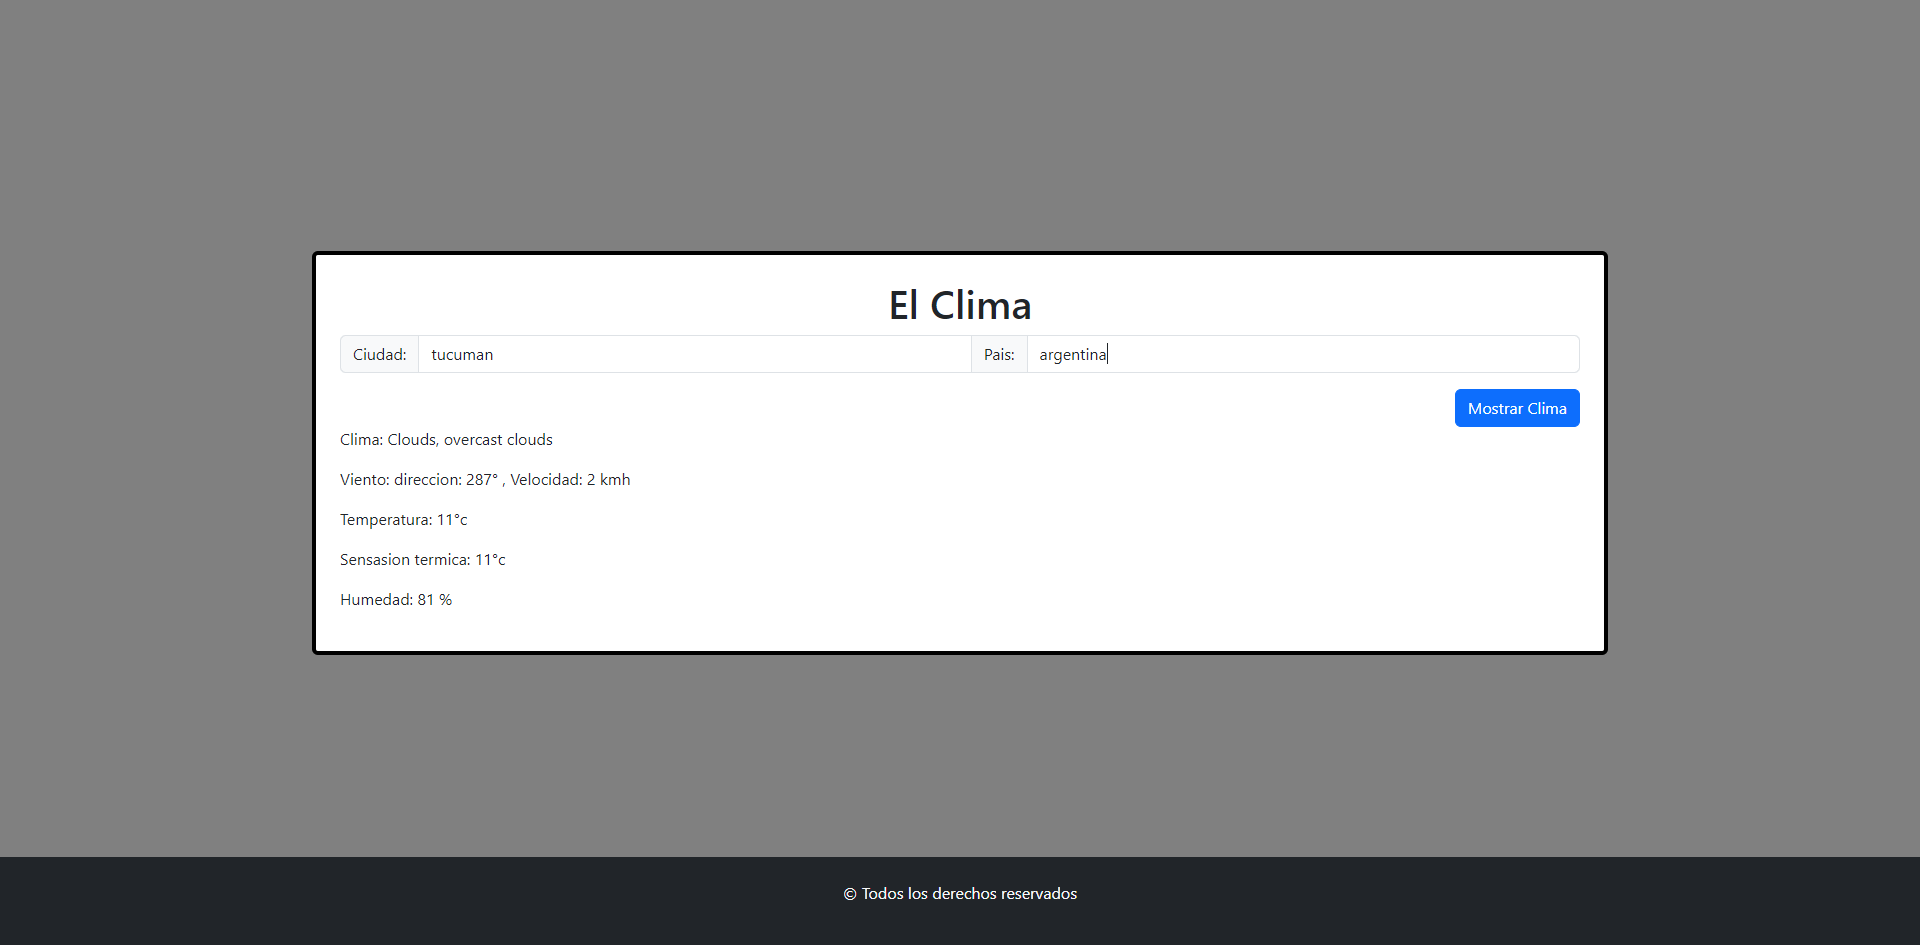 El Clima
Ciudad: tucuman Pais: argentina
Mostrar Clima
Clima: Clouds, overcast clouds
Viento: direccion: 287° , Velocidad: 2 kmh
Temperatura: 11°c
Sensasion termica: 11°c
Humedad: 81 %
© Todos los derechos reservados